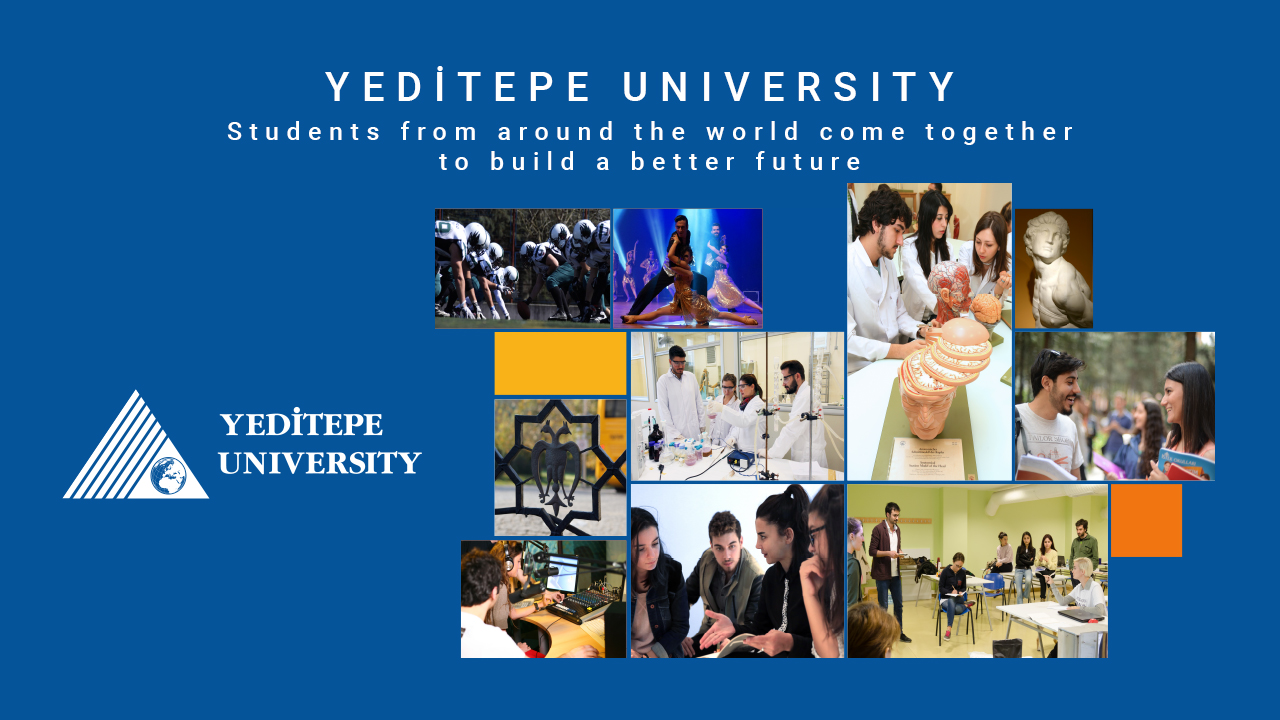 YEDİTEPE UNIVERSITY
Students from around the world come together
to build a better future
YEDİTEPE
UNIVERSITY